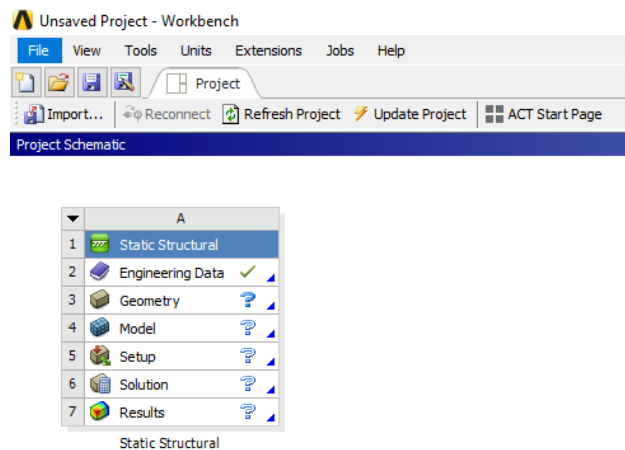 Unsaved Project - Workbench
File View Tools Units Extensions Jobs Help
Project
Import... Reconnect Refresh Project Update Project ACT Start Page
Project Schematic
A
1 Static Structural
2 Engineering Data
3 Geometry
4 Model
5 Setup
6 Solution
7 Results
Static Structural